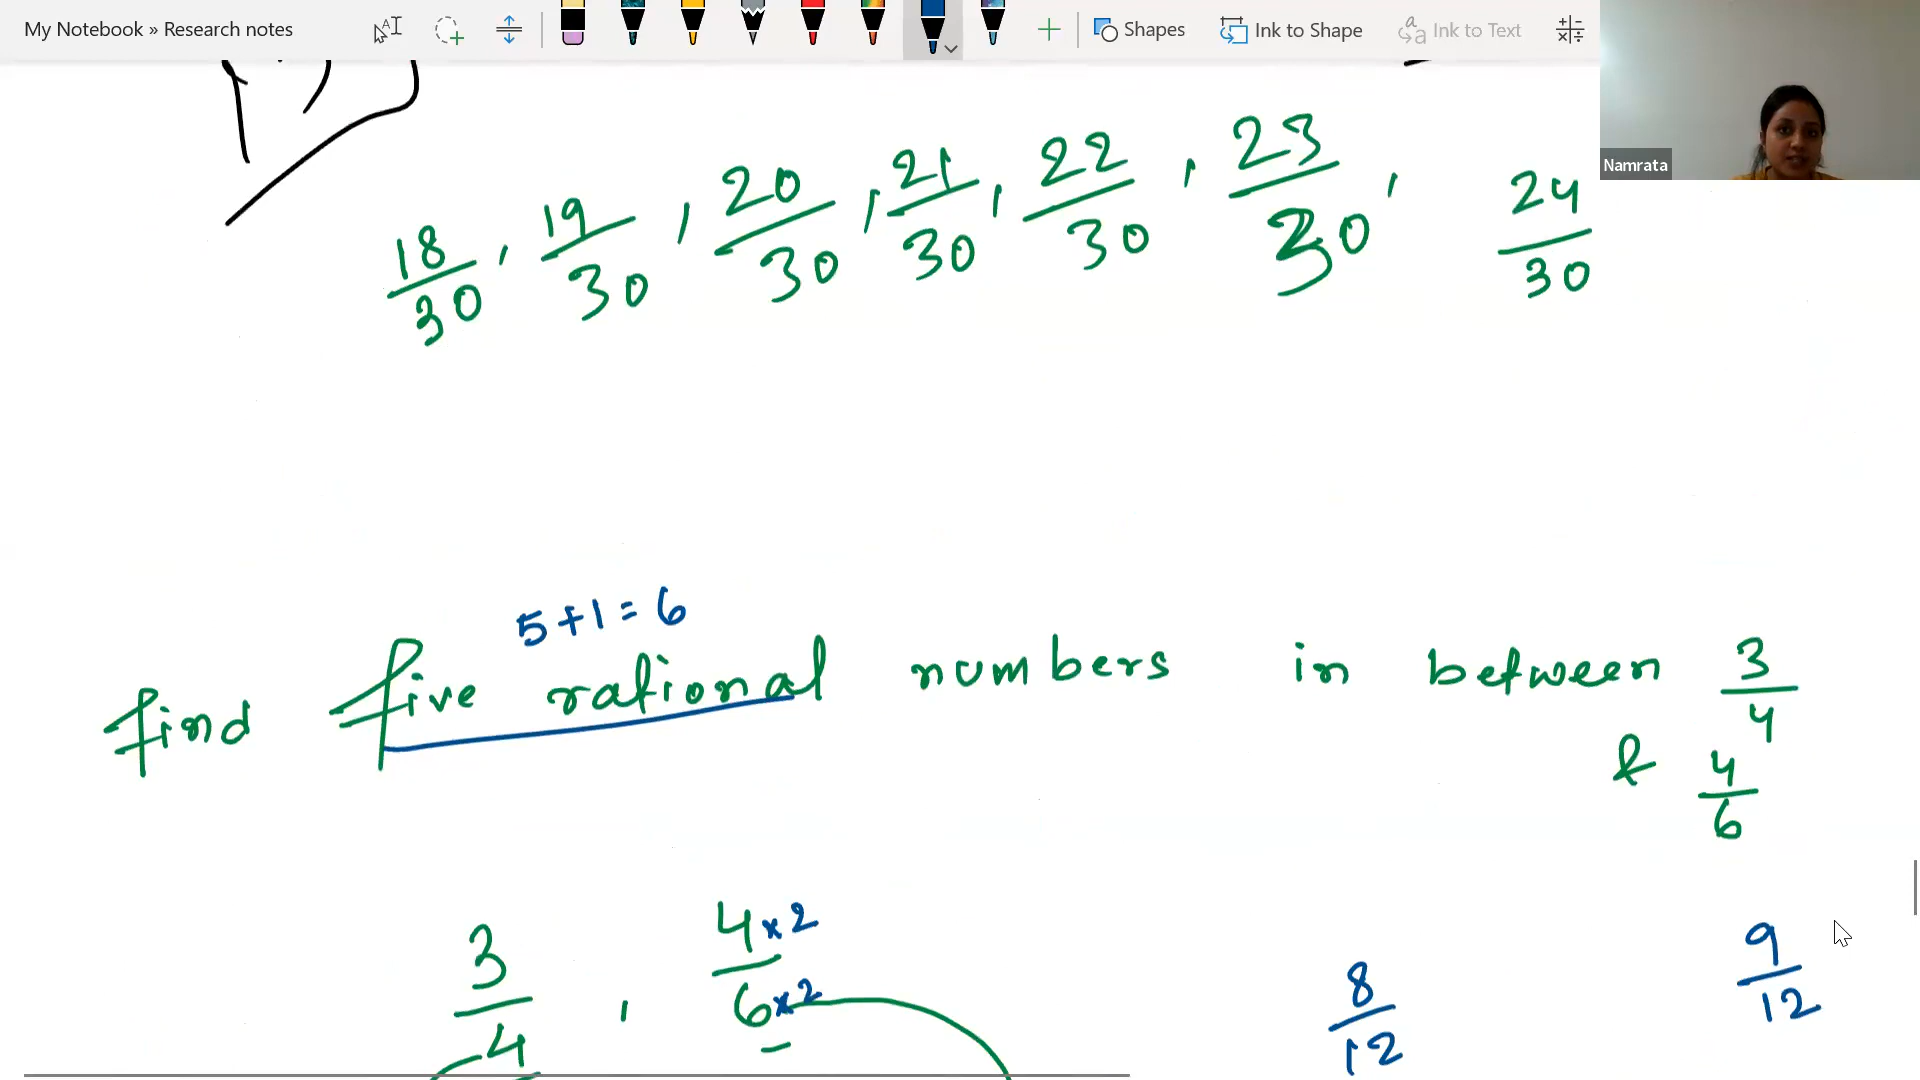 My Notebook » Research notes
Shapes
Ink to Shape
Ink to Text
Namrata
18/30 , 19/30 , 20/30 , 21/30 , 22/30 , 23/30 , 24/30
5+1=6
find five rational numbers in between 3/4
& 4/6
3/4 , 4×2/6×2
8/12 9/12